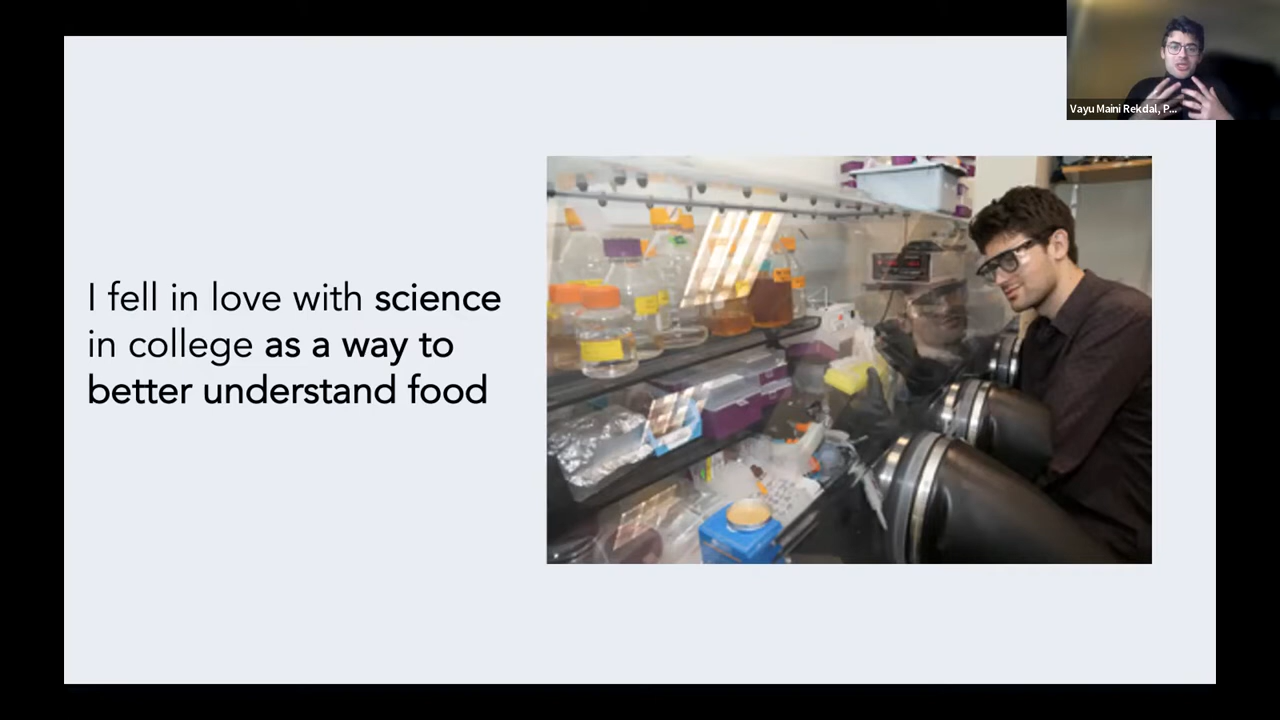 Vayu Maini Rekdal, P...
I fell in love with science
in college as a way to
better understand food